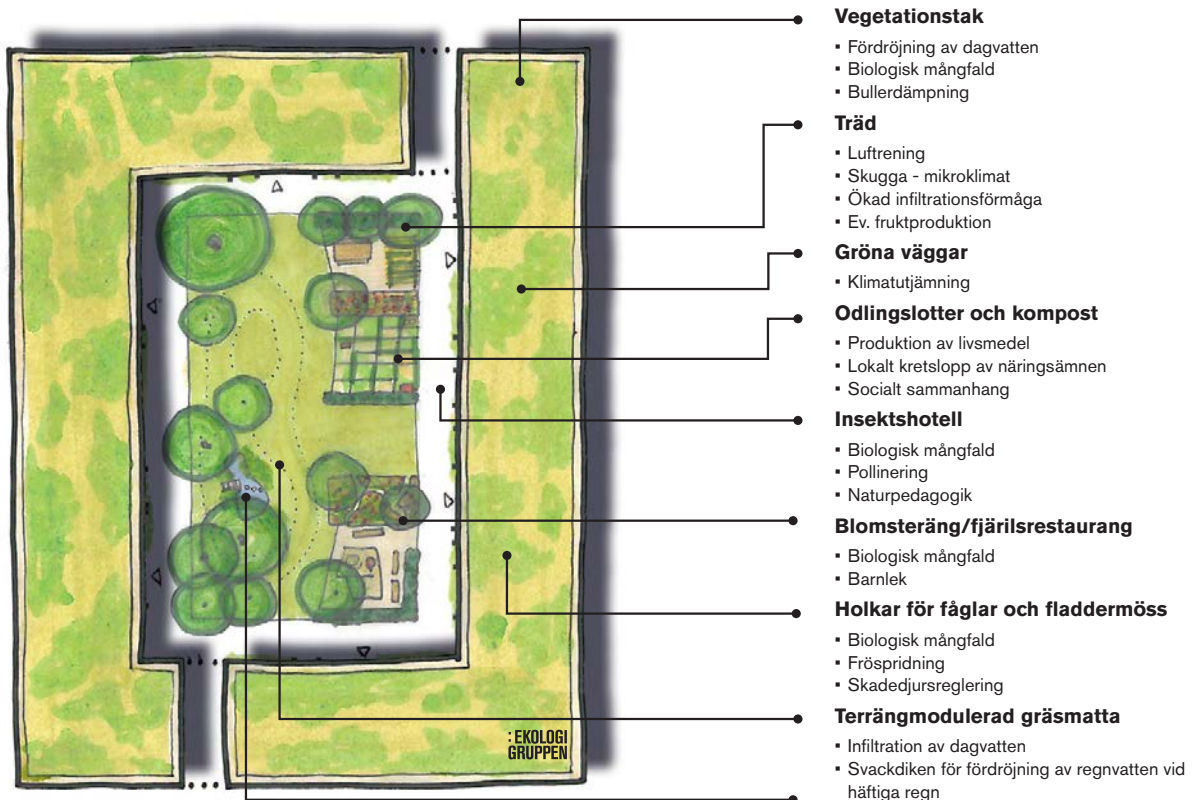 Vegetationstak
▪ Fördröjning av dagvatten
▪ Biologisk mångfald
▪ Bullerdämpning
Träd
▪ Luftrening
▪ Skugga - mikroklimat
▪ Ökad infiltrationsförmåga
▪ Ev. fruktproduktion
Gröna väggar
▪ Klimatutjämning
Odlingslotter och kompost
▪ Produktion av livsmedel
▪ Lokalt kretslopp av näringsämnen
▪ Socialt sammanhang
Insektshotell
▪ Biologisk mångfald
▪ Pollinering
▪ Naturpedagogik
Blomsteräng/fjärilsrestaurang
▪ Biologisk mångfald
▪ Barnlek
Holkar för fåglar och fladdermöss
▪ Biologisk mångfald
▪ Fröspridning
▪ Skadedjursreglering
Terrängmodulerad gräsmatta
▪ Infiltration av dagvatten
▪ Svackdiken för fördröjning av regnvatten vid
häftiga regn
:EKOLOGI
GRUPPEN